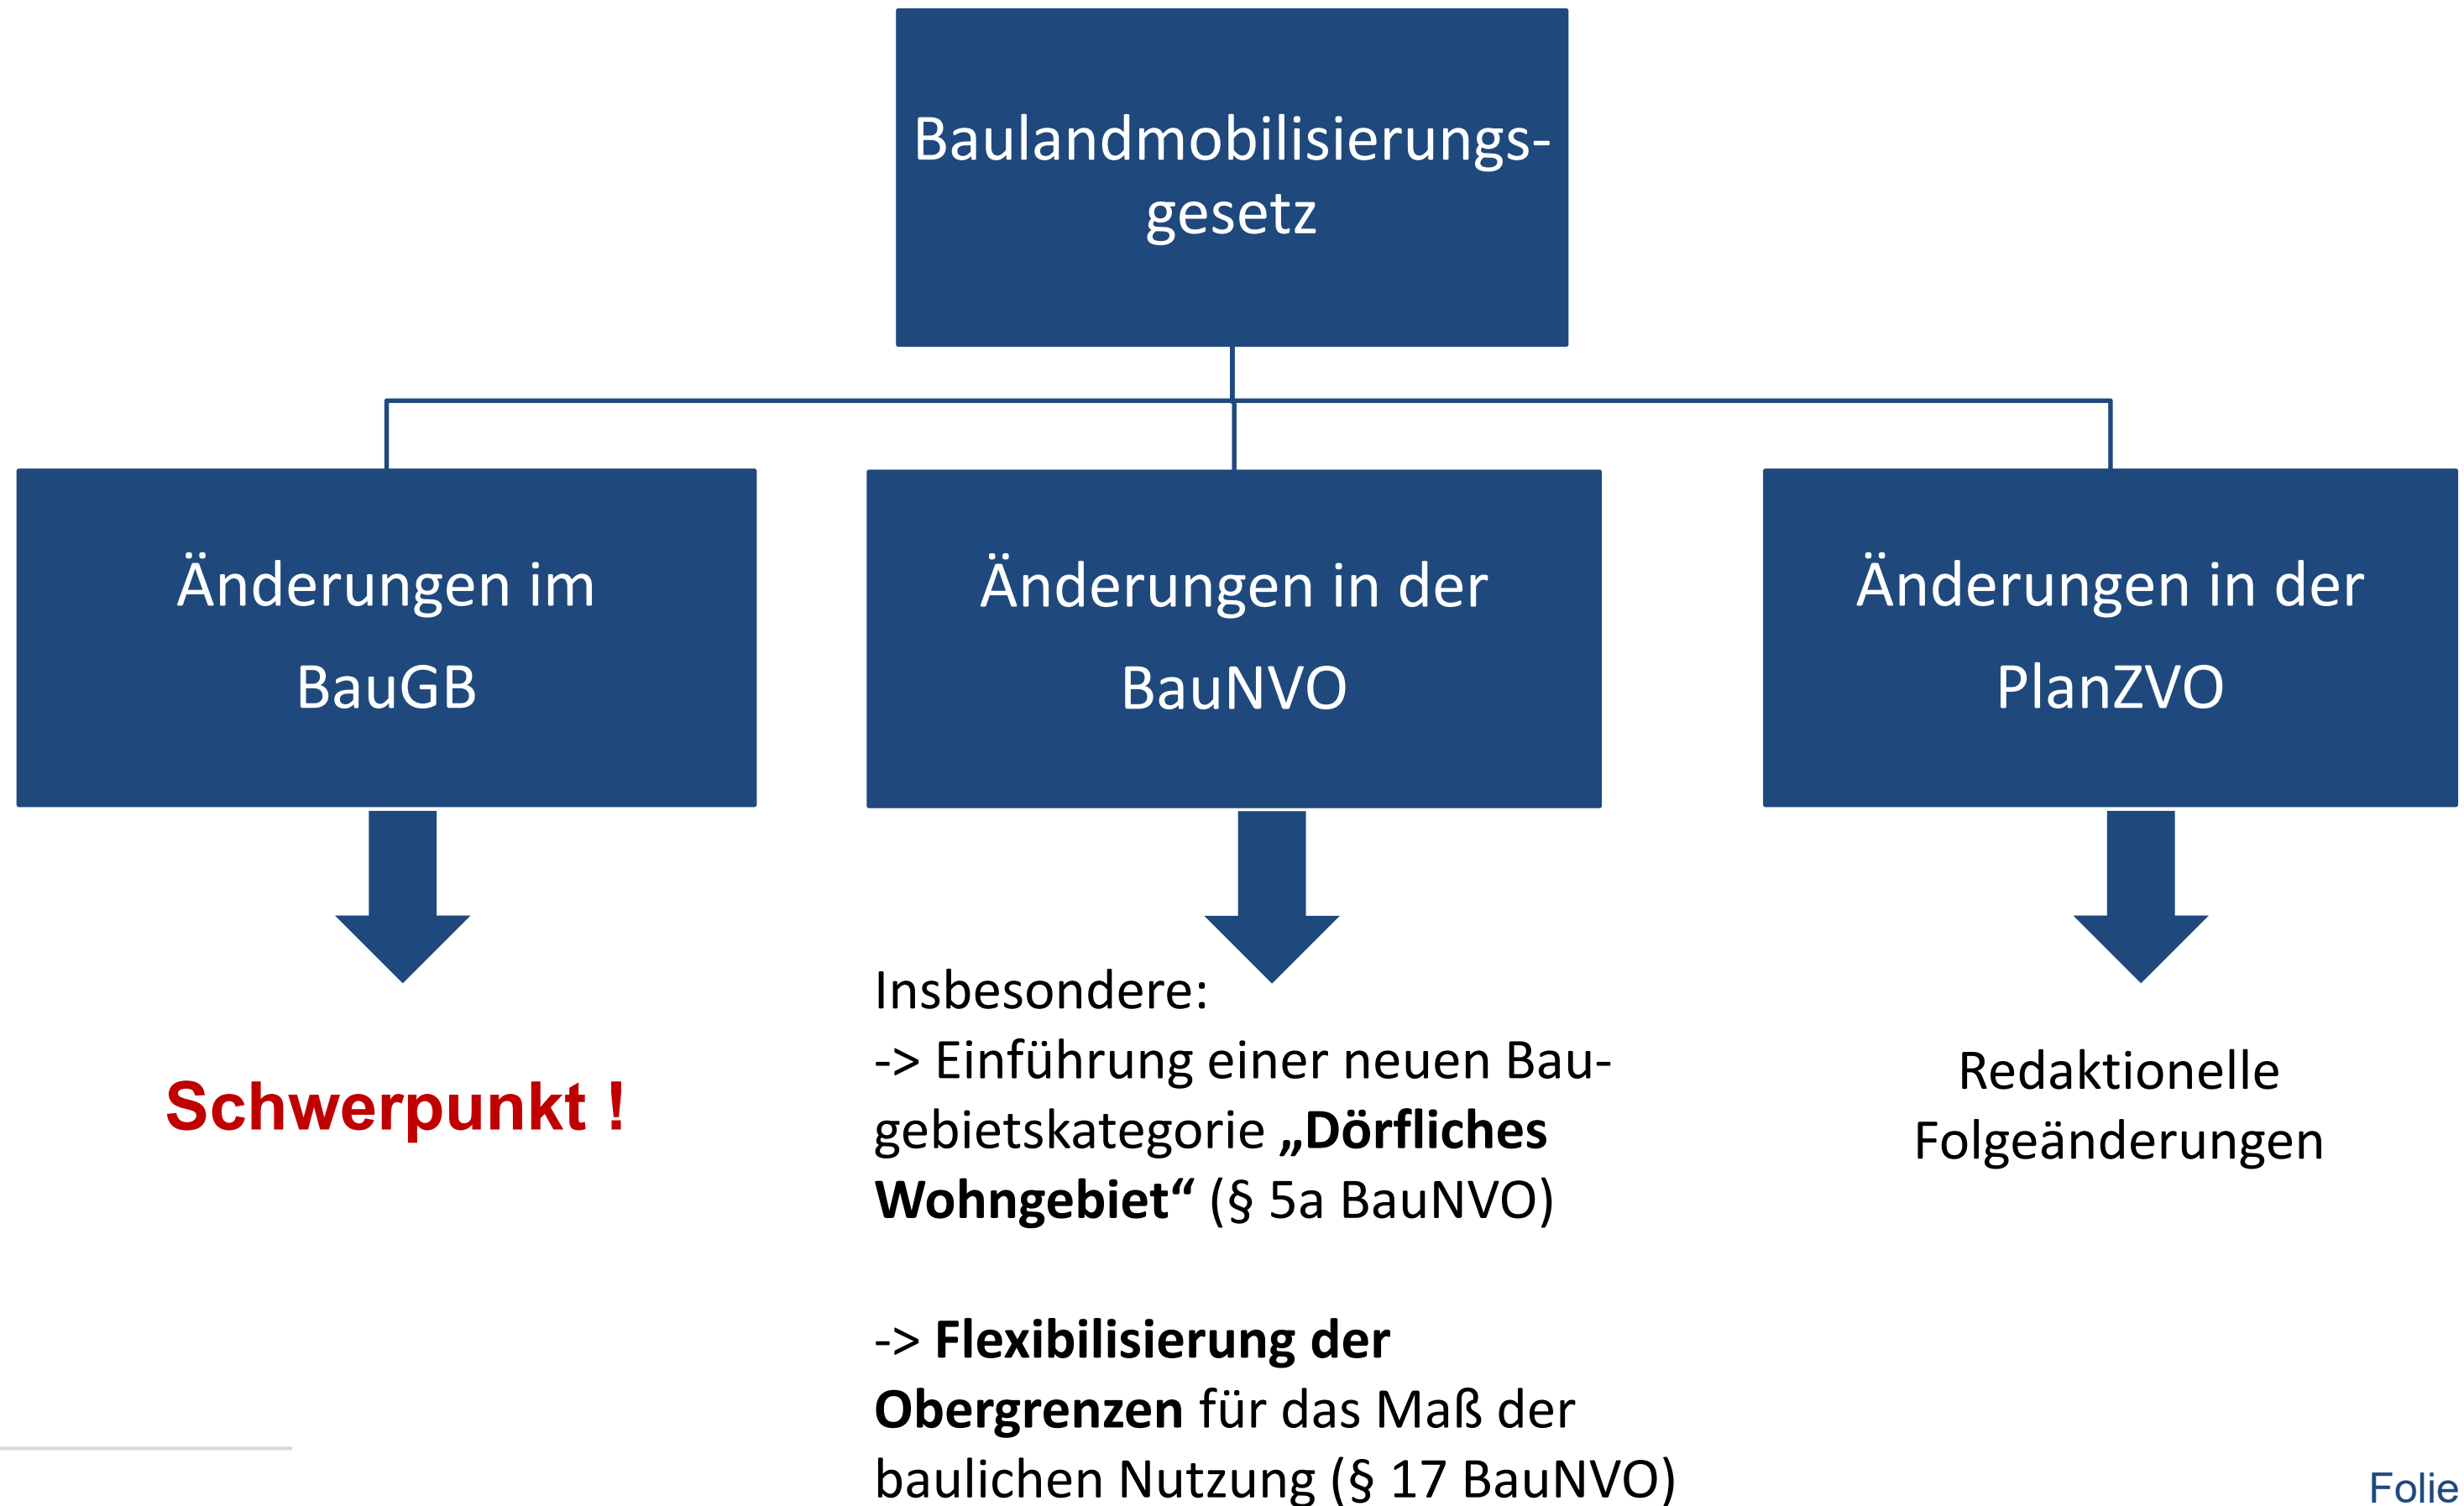 Baulandmobilisierungs-
gesetz
Änderungen im
BauGB
Änderungen in der
BauNVO
Änderungen in der
PlanZVO
Schwerpunkt !
Insbesondere:
-> Einführung einer neuen Bau-
gebietskategorie „Dörfliches
Wohngebiet“ (§ 5a BauNVO)
-> Flexibilisierung der
Obergrenzen für das Maß der
baulichen Nutzung (§ 17 BauNVO)
Redaktionelle
Folgeänderungen
Folie